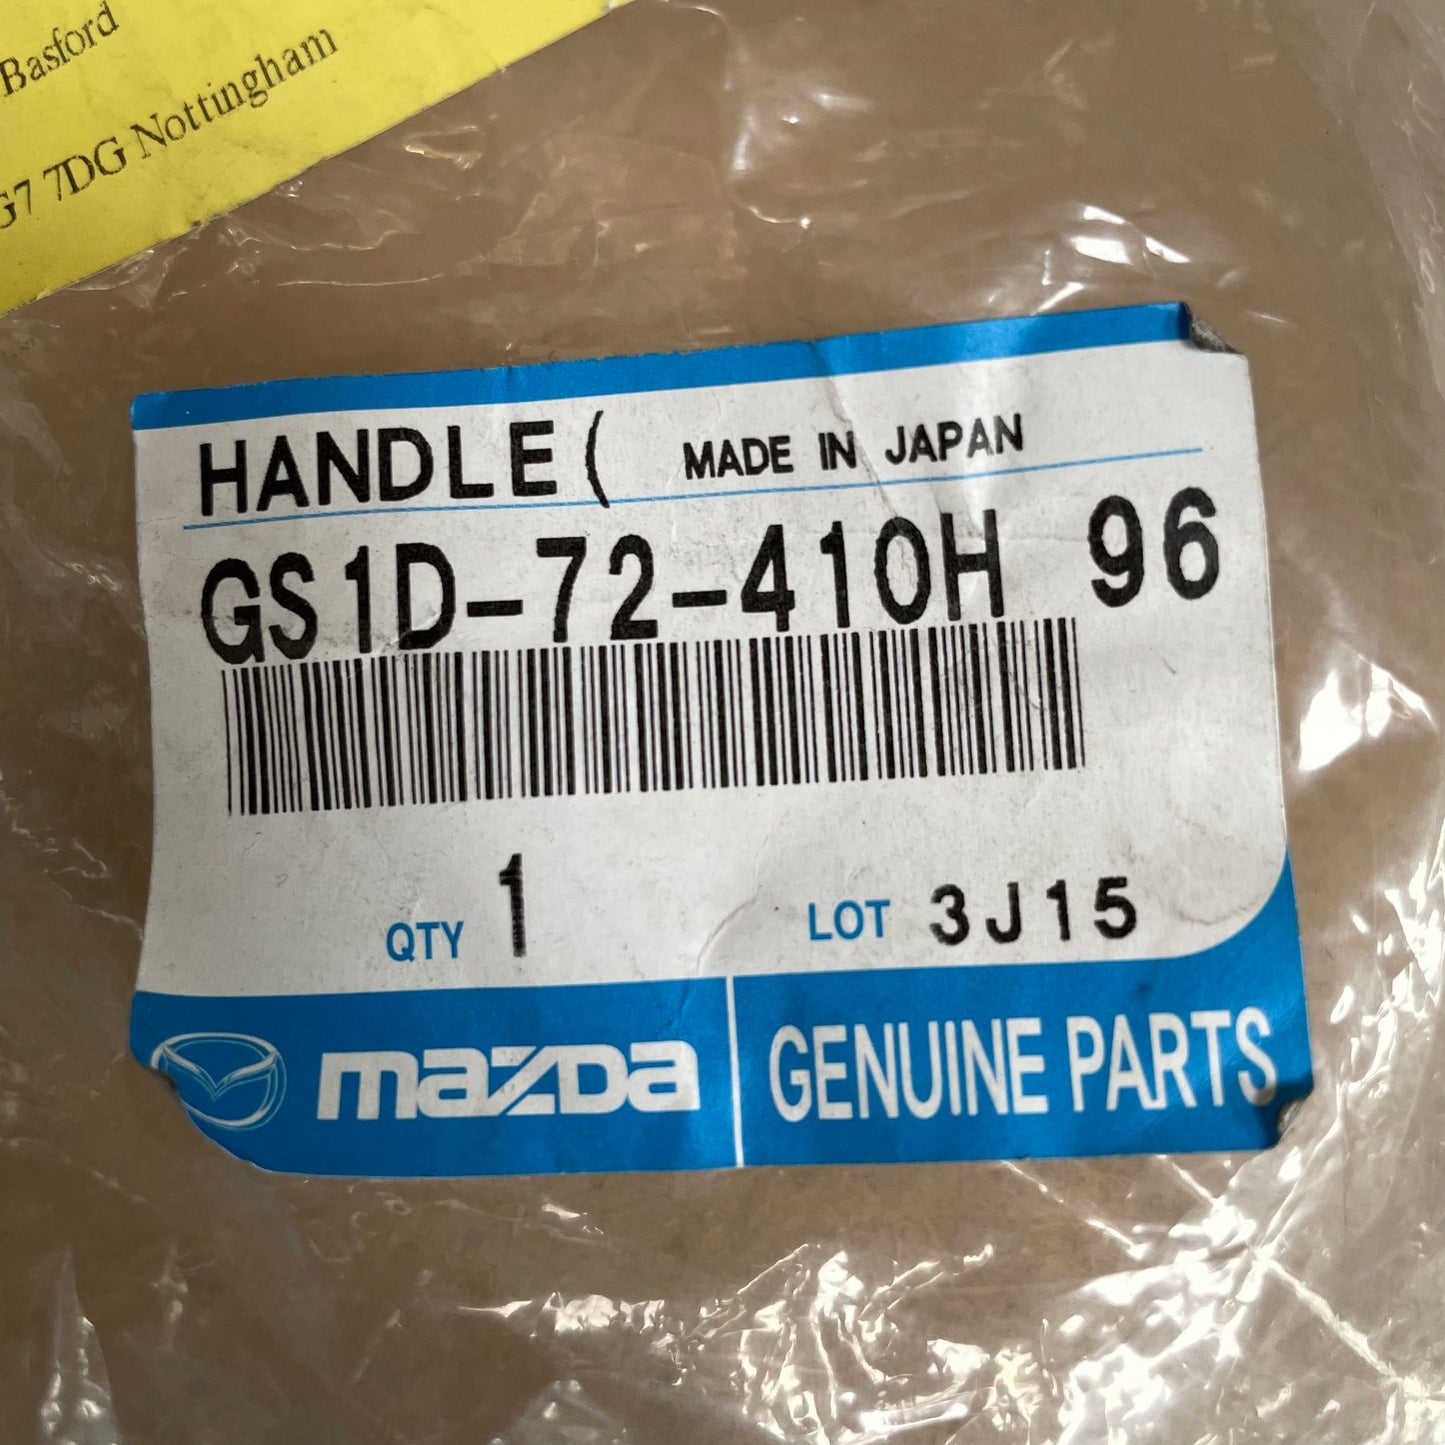 Basford
G7 7DG Nottingham
HANDLE ( MADE IN JAPAN
GS1D-72-410H 96
QTY 1 LOT 3J15
mazda GENUINE PARTS